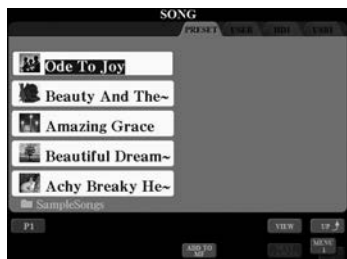 SONG
PRESET USER HD1 USB1
Ode To Joy
Beauty And The~
Amazing Grace
Beautiful Dream~
Achy Breaky He~
SampleSongs
P1 VIEW UP
ADD TO MENU 1